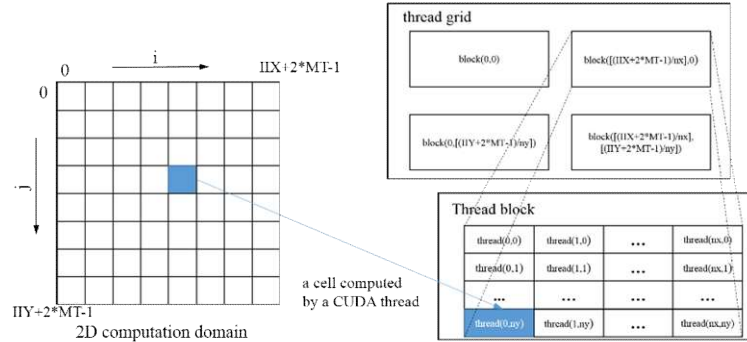 thread grid
block(0,0)
block([(IIX+2*MT-1)/nx],0)
block(0,[(IIY+2*MT-1)/ny])
block([(IIX+2*MT-1)/nx],
[(IIY+2*MT-1)/ny])
0
i
IIX+2*MT-1
0
j
IIY+2*MT-1
2D computation domain
a cell computed
by a CUDA thread
Thread block
thread(0,0) thread(1,0) ... thread(nx,0)
thread(0,1) thread(1,1) ... thread(nx,1)
... ... ... ...
thread(0,ny) thread(1,ny) ... thread(nx,ny)